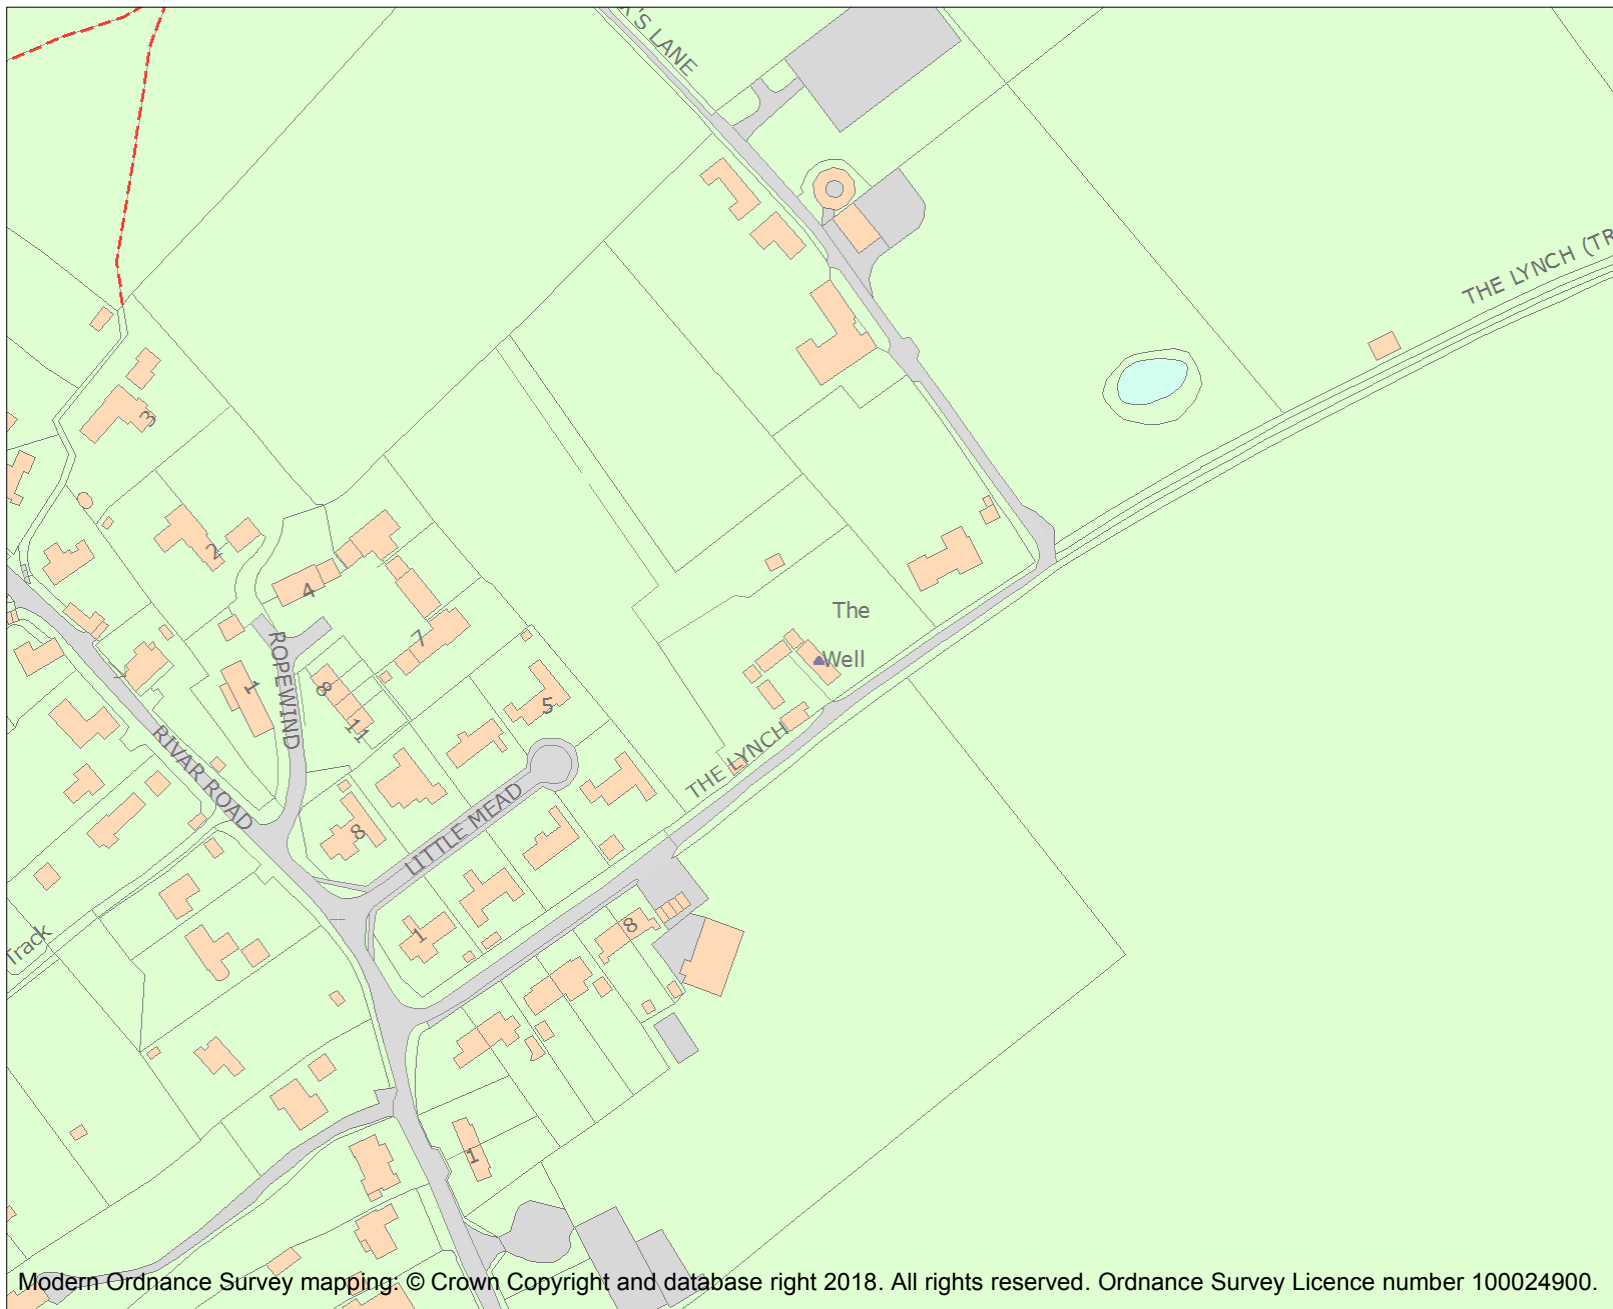 'S LANE
THE LYNCH (TR
3
2
4
7
The
Well
ROPEWIND
1
8
11
5
RIVAR ROAD
THE LYNCH
LITTLE MEAD
8
1
8
Track
1
Modern Ordnance Survey mapping: © Crown Copyright and database right 2018. All rights reserved. Ordnance Survey Licence number 100024900.